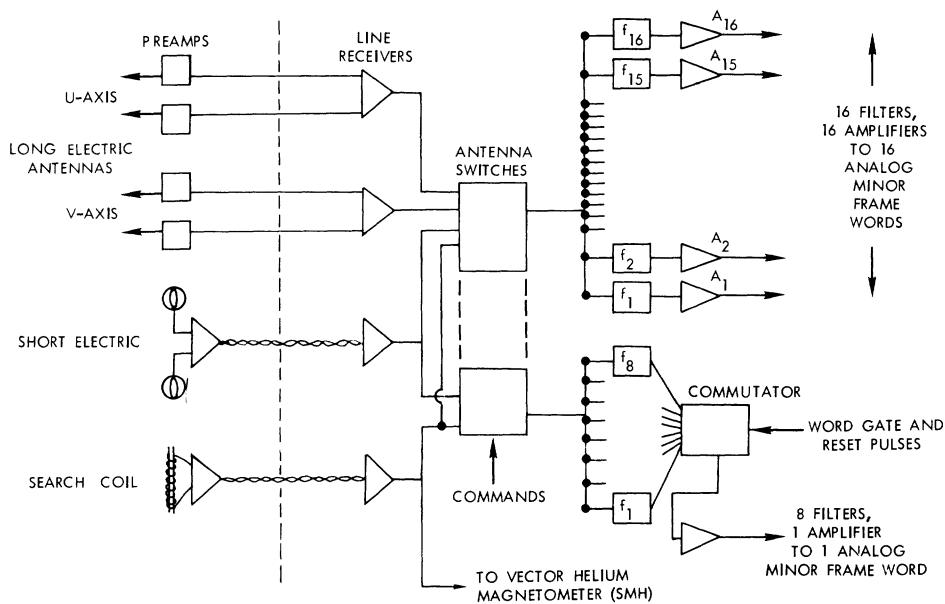 PREAMPS
U-AXIS
LONG ELECTRIC
ANTENNAS
V-AXIS
SHORT ELECTRIC
SEARCH COIL
LINE
RECEIVERS
ANTENNA
SWITCHES
COMMANDS
TO VECTOR HELIUM
MAGNETOMETER (SMH)
f16
A16
f15
A15
f2
A2
f1
A1
16 FILTERS,
16 AMPLIFIERS
TO 16
ANALOG
MINOR
FRAME
WORDS
f8
f1
COMMUTATOR
WORD GATE AND
RESET PULSES
8 FILTERS,
1 AMPLIFIER
TO 1 ANALOG
MINOR FRAME WORD